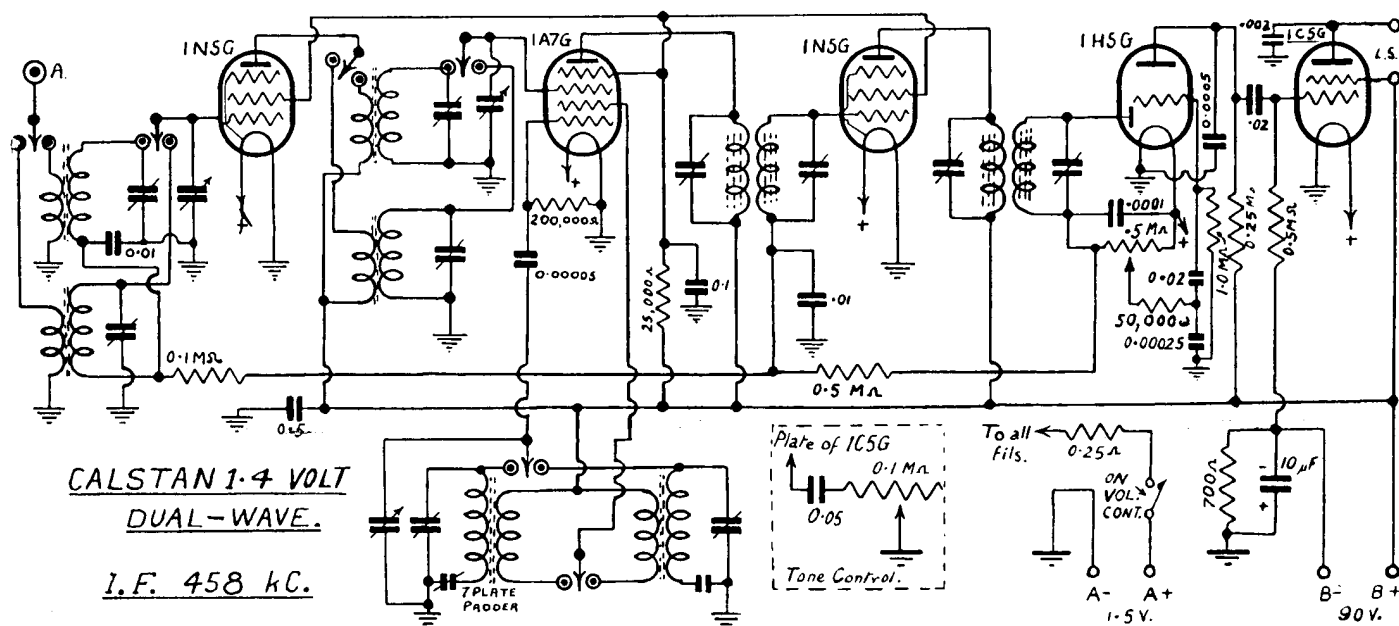 1N5G
1A7G
1N5G
1H5G
.002
1C5G
A.
L.S.
0.00005
.02
0.01
200,000Ω
0.00005
25,000Ω
0.1
.01
.0001
.5 MΩ
+
+
+
+
+
0.02
50,000Ω
0.00025
1.0 MΩ
0.25 MΩ
0.5 MΩ
0.1 MΩ
0.5 MΩ
0.5
CALSTAN 1.4 VOLT
DUAL-WAVE.
I.F. 458 kC.
7 PLATE
PADDER
Plate of 1C5G
0.1 MΩ
0.05
Tone Control.
To all
fils.
0.25Ω
ON
VOL.
CONT.
700Ω
-
10 μF
+
A-
A+
1.5 V.
B-
B+
90V.